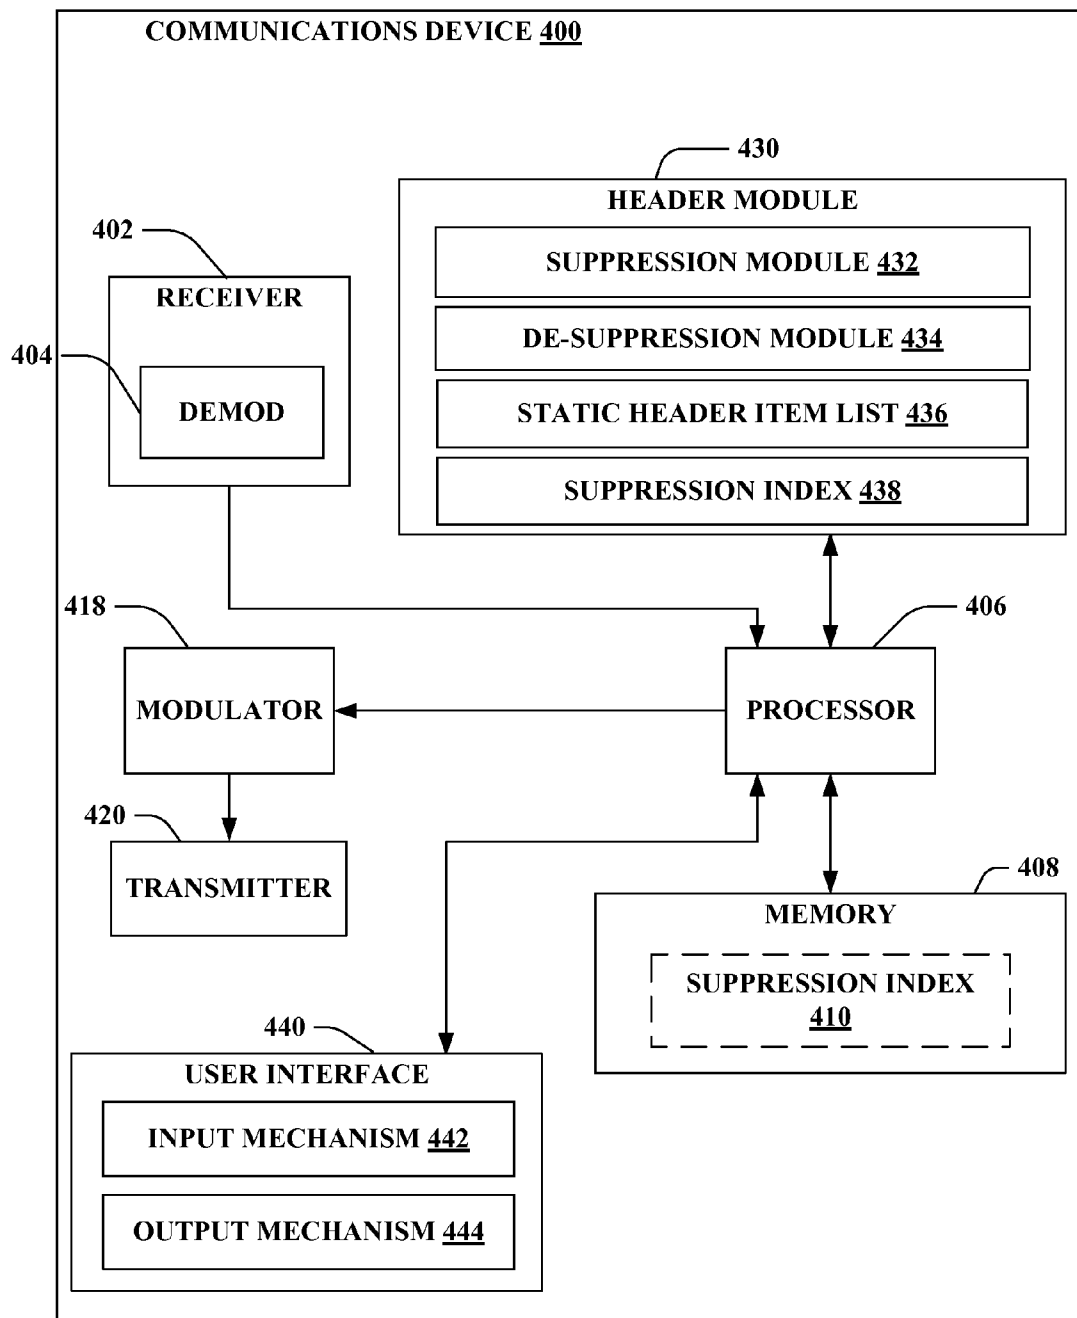 COMMUNICATIONS DEVICE 400
430
HEADER MODULE
SUPPRESSION MODULE 432
DE-SUPPRESSION MODULE 434
STATIC HEADER ITEM LIST 436
SUPPRESSION INDEX 438
402
RECEIVER
404
DEMOD
418
MODULATOR
406
PROCESSOR
420
TRANSMITTER
408
MEMORY
SUPPRESSION INDEX
410
440
USER INTERFACE
INPUT MECHANISM 442
OUTPUT MECHANISM 444